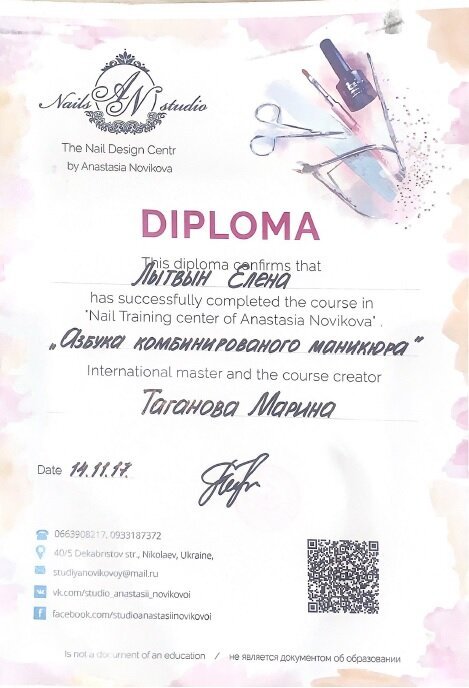 Nails AN studio
The Nail Design Centr
by Anastasia Novikova
DIPLOMA
This diploma confirms that
Лытвын Елена
has successfully completed the course in
"Nail Training center of Anastasia Novikova".
„Азбука комбинированого маникюра"
International master and the course creator
Таганова Марина
Date 14.11.17.
0663908217, 0933187372
40/5 Dekabristov str., Nikolaev, Ukraine,
studiyanovikovoy@mail.ru
vk.com/studio_anastasii_novikovoi
facebook.com/studioanastasiinovikovoi
Is not a document of an education / не является документом об образовании